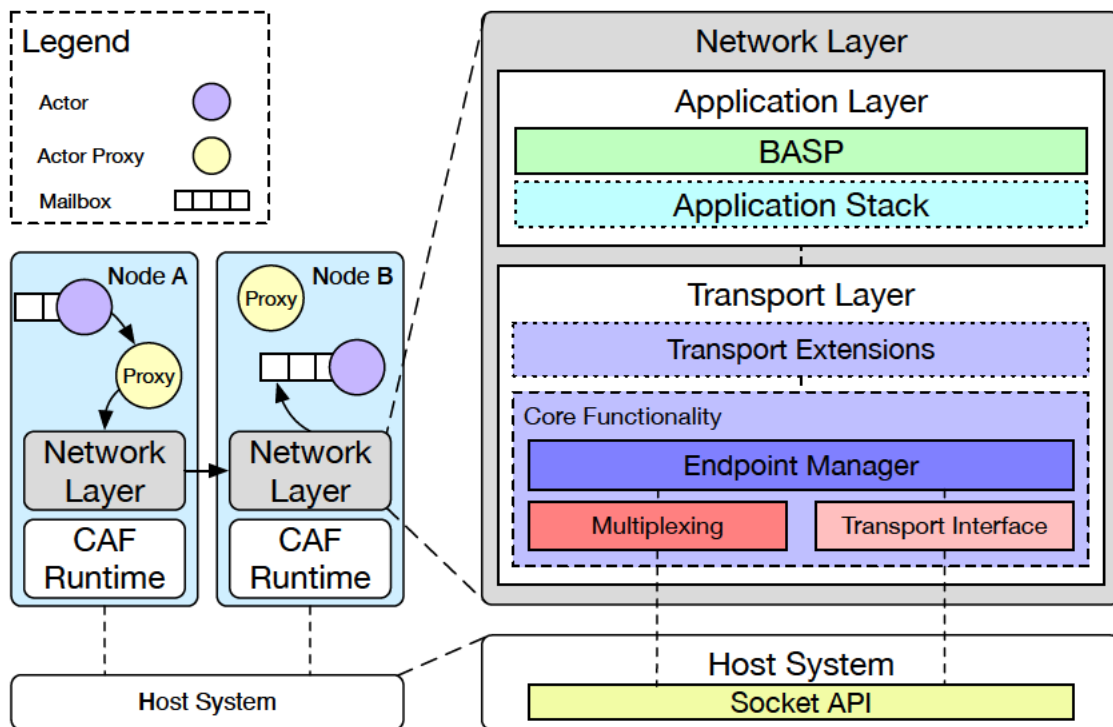 Legend
Actor
Actor Proxy
Mailbox
Node A
Proxy
Network
Layer
CAF
Runtime
Node B
Proxy
Network
Layer
CAF
Runtime
Host System
Network Layer
Application Layer
BASP
Application Stack
Transport Layer
Transport Extensions
Core Functionality
Endpoint Manager
Multiplexing
Transport Interface
Host System
Socket API